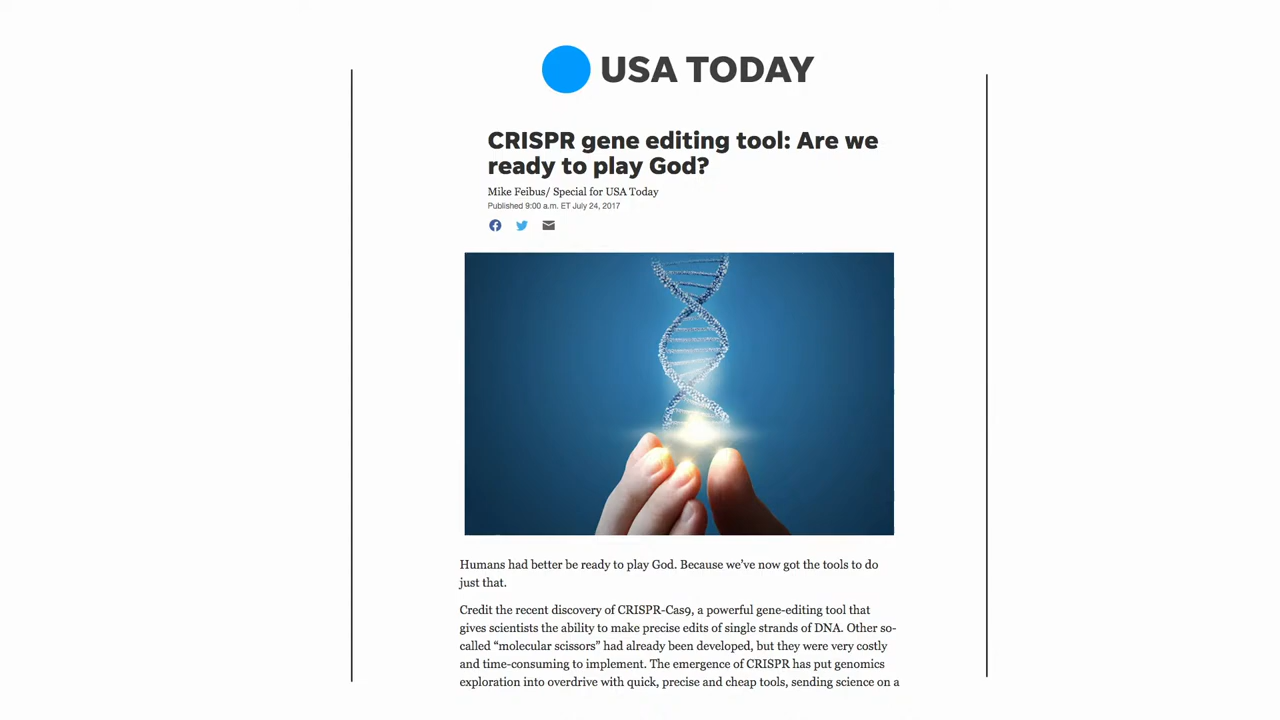 USA TODAY
CRISPR gene editing tool: Are we
ready to play God?
Mike Feibus/ Special for USA Today
Published 9:00 a.m. ET July 24, 2017
Humans had better be ready to play God. Because we’ve now got the tools to do
just that.
Credit the recent discovery of CRISPR-Cas9, a powerful gene-editing tool that
gives scientists the ability to make precise edits of single strands of DNA. Other so-
called “molecular scissors” had already been developed, but they were very costly
and time-consuming to implement. The emergence of CRISPR has put genomics
exploration into overdrive with quick, precise and cheap tools, sending science on a